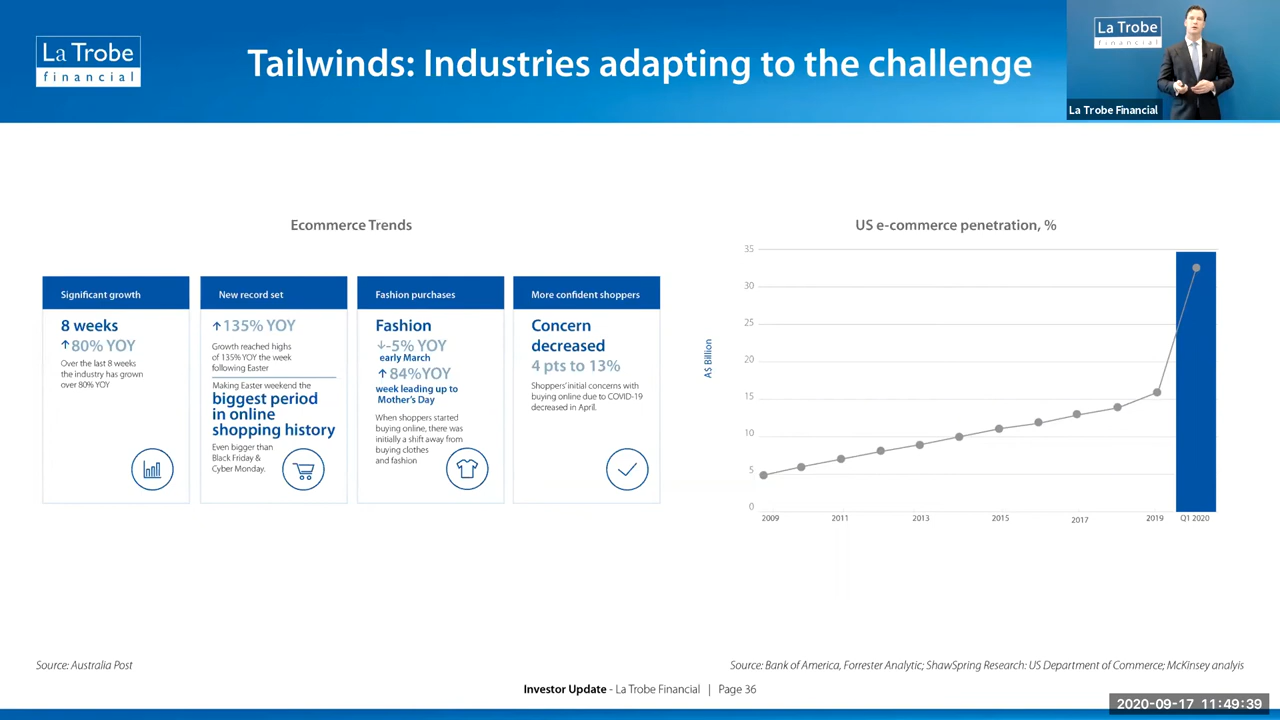 La Trobe
financial
Tailwinds: Industries adapting to the challenge
La Trobe
financial
La Trobe Financial
Ecommerce Trends
Significant growth
8 weeks
↑80% YOY
Over the last 8 weeks
the industry has grown
over 80% YOY
New record set
↑135% YOY
Growth reached highs
of 135% YOY the week
following Easter
Making Easter weekend the
biggest period
in online
shopping history
Even bigger than
Black Friday &
Cyber Monday.
Fashion purchases
Fashion
↓-5% YOY
early March
↑84%YOY
week leading up to
Mother's Day
When shoppers started
buying online, there was
initially a shift away from
buying clothes
and fashion
More confident shoppers
Concern
decreased
4 pts to 13%
Shoppers' initial concerns with
buying online due to COVID-19
decreased in April.
US e-commerce penetration, %
A$ Billion
35
30
25
20
15
10
5
0
2009 2011 2013 2015 2017 2019 Q1 2020
Source: Australia Post
Source: Bank of America, Forrester Analytic; ShawSpring Research: US Department of Commerce; McKinsey analyis
Investor Update - La Trobe Financial | Page 36
2020-09-17 11:49:39